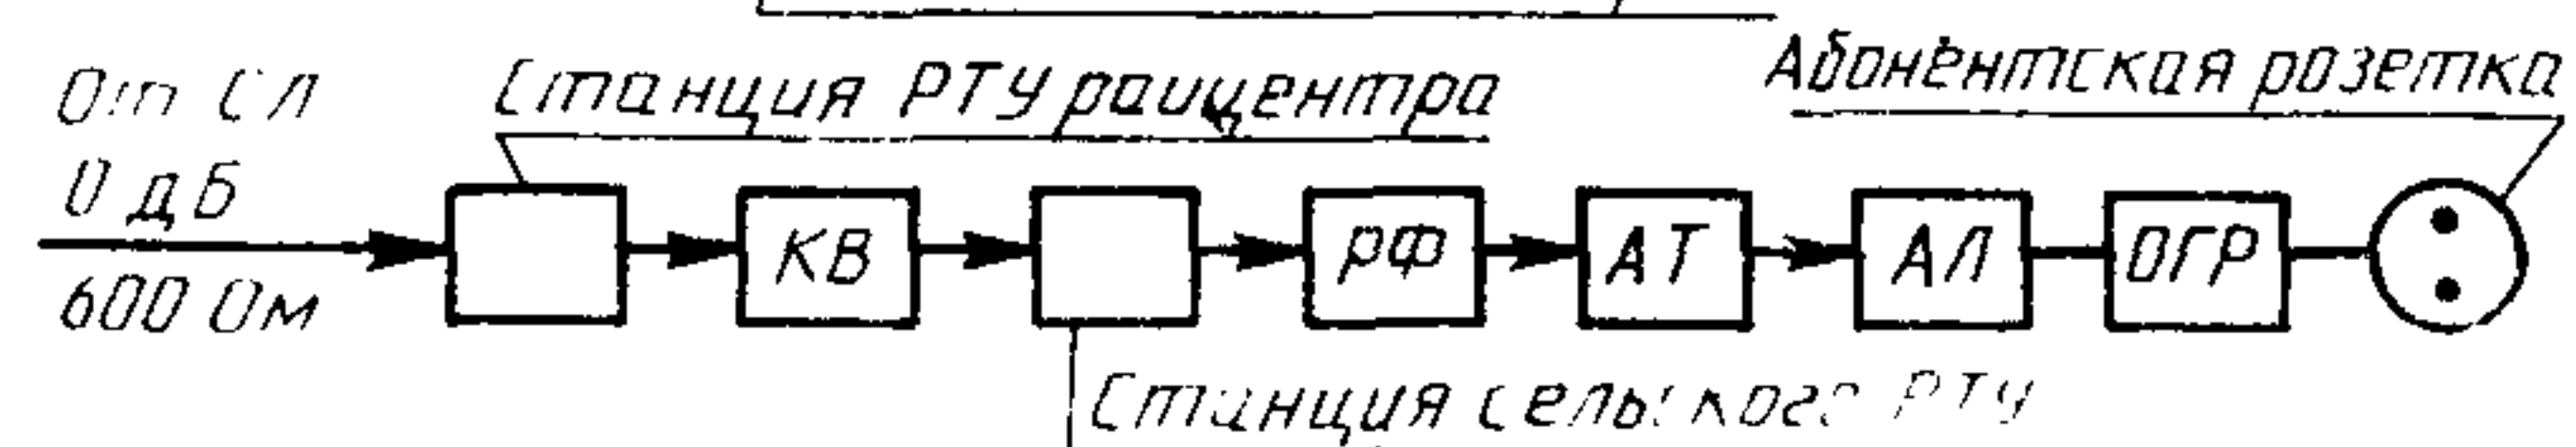 От СЛ
0 дБ
600 Ом
Станция РТУ райцентра
Абонентская розетка
КВ
РФ
АТ
АЛ
ОГР
Станция сельского РТУ